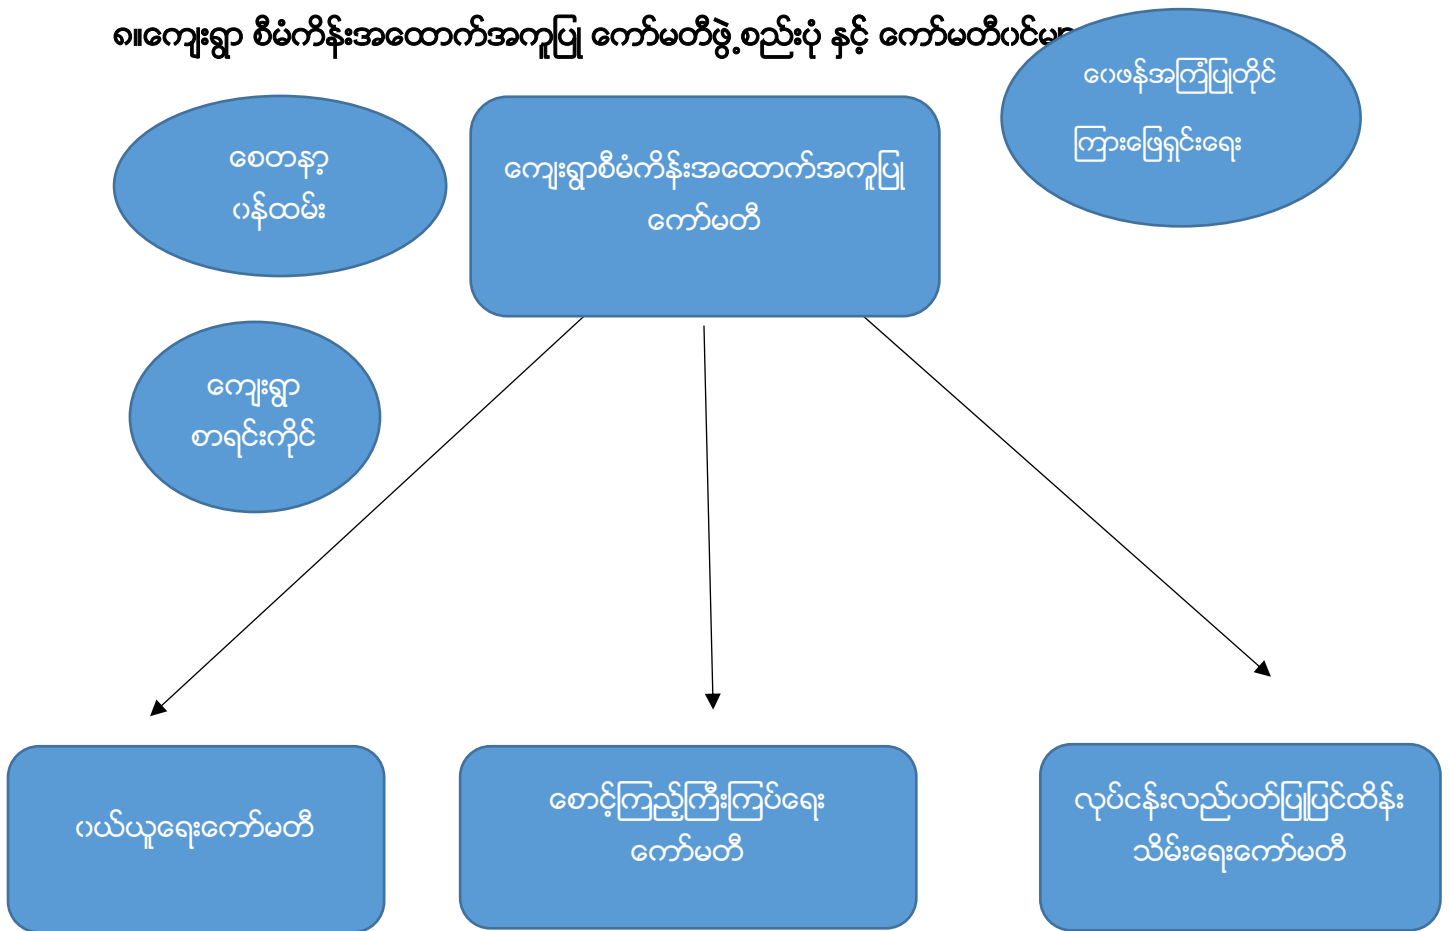 ၈။ကျေးရွာ စီမံကိန်းအထောက်အကူပြု ကော်မတီဖွဲ့စည်းပုံ နှင့် ကော်မတီဝင်
ဝေဖန်အကြံပြုတိုင်
ကြားဖြေရှင်းရေး
စေတနာ့
ဝန်ထမ်း
ကျေးရွာစီမံကိန်းအထောက်အကူပြု
ကော်မတီ
ကျေးရွာ
စာရင်းကိုင်
ဝယ်ယူရေးကော်မတီ
စောင့်ကြည့်ကြီးကြပ်ရေး
ကော်မတီ
လုပ်ငန်းလည်ပတ်ပြုပြင်ထိန်း
သိမ်းရေးကော်မတီ